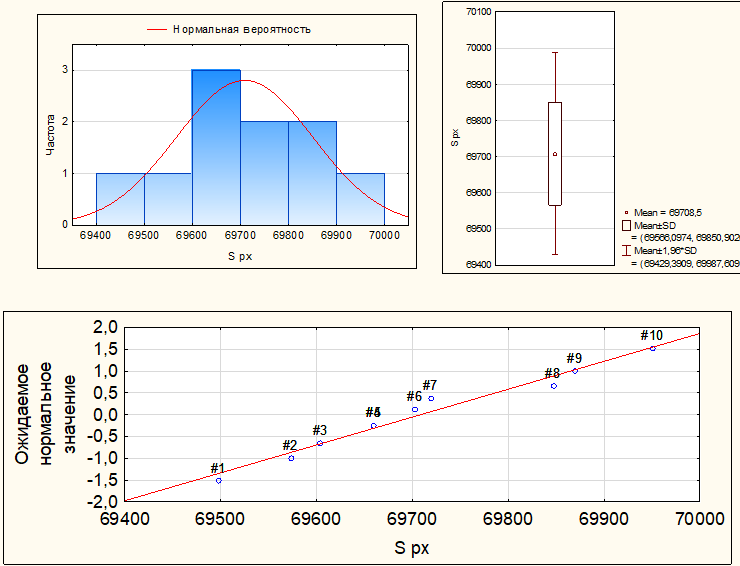 Нормальная вероятность
Частота
3
2
1
0
69400 69500 69600 69700 69800 69900 70000
S px
70100
70000
69900
69800
69700
69600
69500
69400
S px
Mean = 69708,5
Mean±SD
= (69566,0974, 69850,902
Mean±1,96*SD
= (69429,3909, 69987,609
Ожидаемое
нормальное
значение
2,0
1,5
1,0
0,5
0,0
-0,5
-1,0
-1,5
-2,0
#1 #2 #3 #6 #7 #8 #9 #10
69400 69500 69600 69700 69800 69900 70000
S px